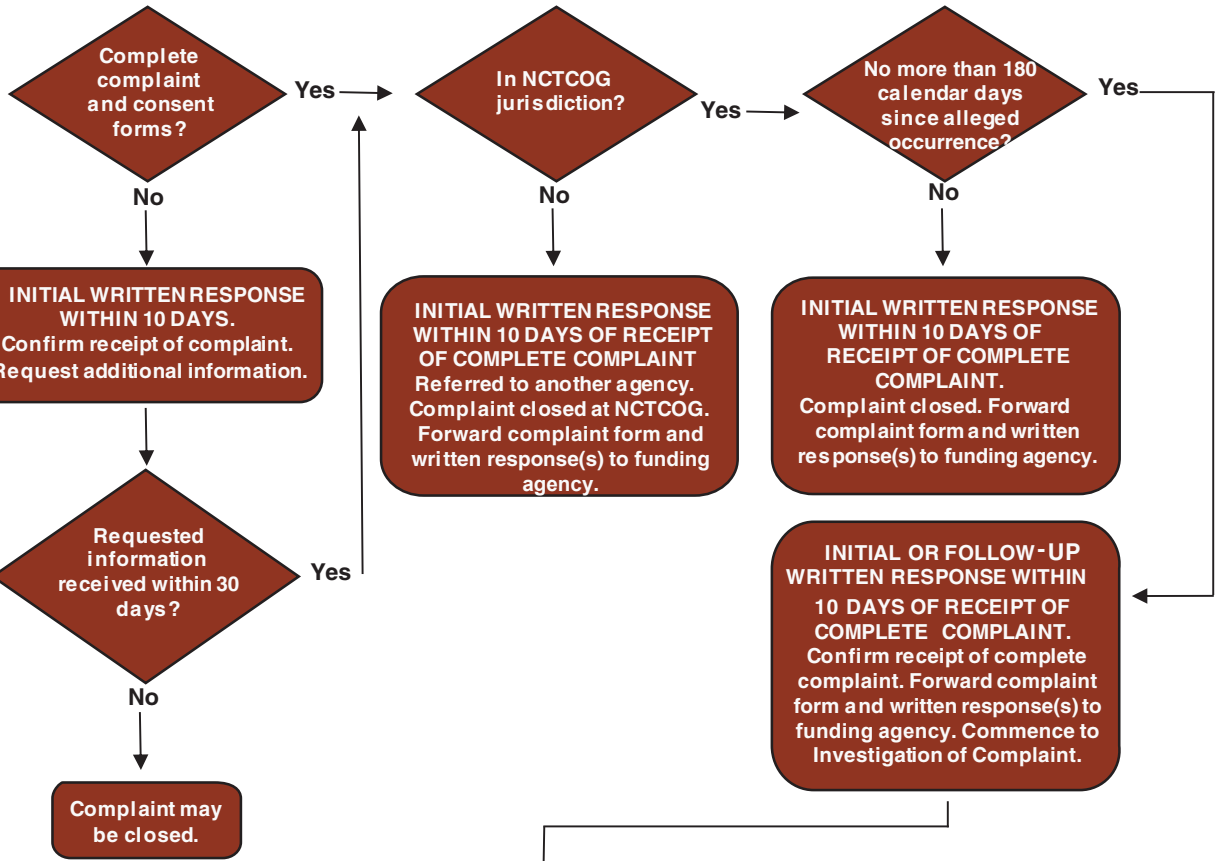 Complete
complaint
and consent
forms?
Yes
No
In NCTCOG
jurisdiction?
Yes
No
No more than 180
calendar days
since alleged
occurrence?
Yes
No
INITIAL WRITTEN RESPONSE
WITHIN 10 DAYS.
Confirm receipt of complaint.
Request additional information.
INITIAL WRITTEN RESPONSE
WITHIN 10 DAYS OF RECEIPT
OF COMPLETE COMPLAINT
Referred to another agency.
Complaint closed at NCTCOG.
Forward complaint form and
written response(s) to funding
agency.
INITIAL WRITTEN RESPONSE
WITHIN 10 DAYS OF
RECEIPT OF COMPLETE
COMPLAINT.
Complaint closed. Forward
complaint form and written
response(s) to funding agency.
Requested
information
received within 30
days?
Yes
No
INITIAL OR FOLLOW-UP
WRITTEN RESPONSE WITHIN
10 DAYS OF RECEIPT OF
COMPLETE COMPLAINT.
Confirm receipt of complete
complaint. Forward complaint
form and written response(s) to
funding agency. Commence to
Investigation of Complaint.
Complaint may
be closed.